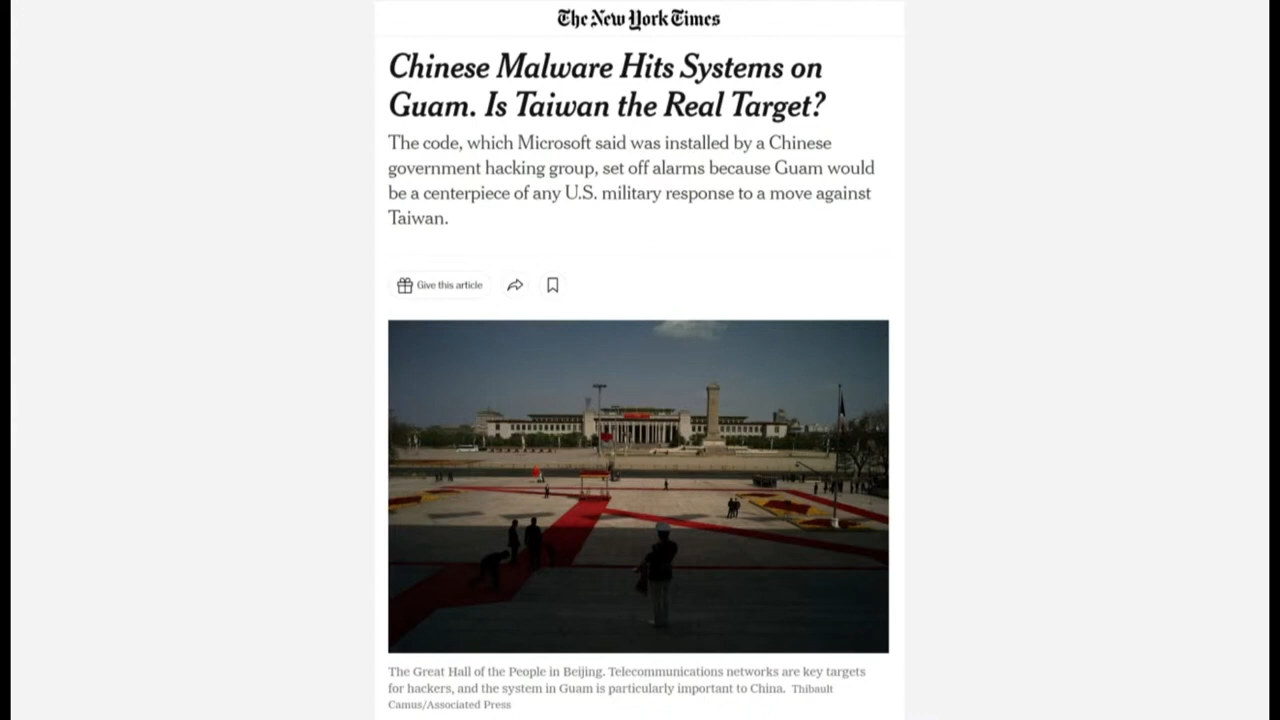 The New York Times
Chinese Malware Hits Systems on
Guam. Is Taiwan the Real Target?
The code, which Microsoft said was installed by a Chinese
government hacking group, set off alarms because Guam would
be a centerpiece of any U.S. military response to a move against
Taiwan.
Give this article
The Great Hall of the People in Beijing. Telecommunications networks are key targets
for hackers, and the system in Guam is particularly important to China. Thibault
Camus/Associated Press